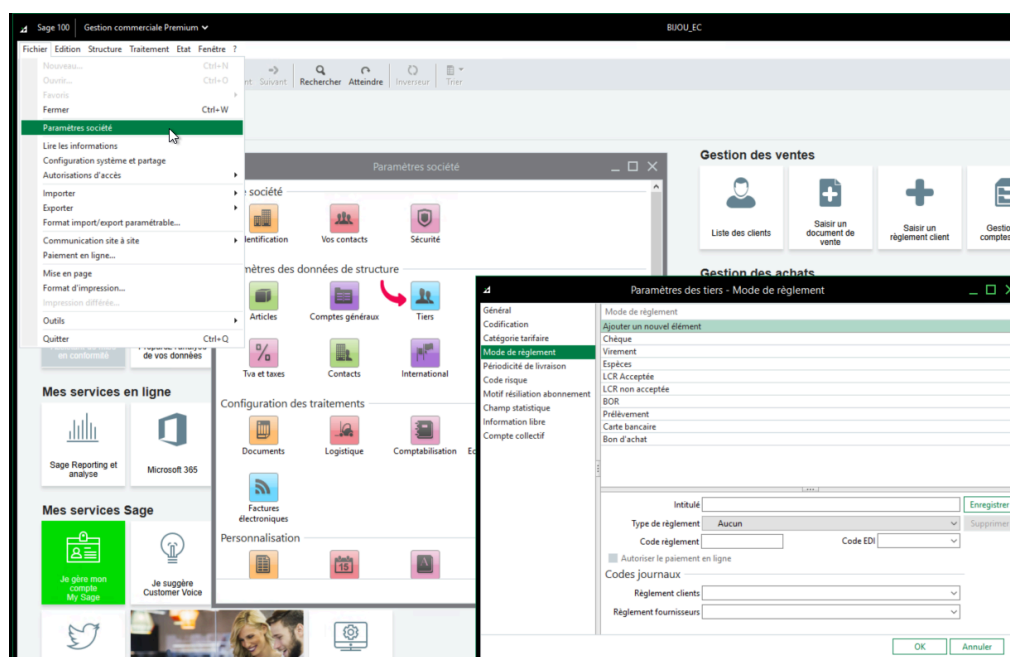 Sage 100 Gestion commerciale Premium BIJOU_EC
Fichier Edition Structure Traitement Etat Fenêtre ?
Nouveau... Ctrl+N
Ouvrir... Ctrl+O
Favoris
Fermer Ctrl+W
Paramètres société
Lire les informations
Configuration système et partage
Autorisations d'accès
Importer
Exporter
Format import/export paramétrable...
Communication site à site
Paiement en ligne...
Mise en page
Format d'impression...
Impression différée...
Outils
Quitter Ctrl+Q
Suivant Rechercher Atteindre Inverseur Trier
en conformité
de vos données
Mes services en ligne
Sage Reporting et
analyse
Microsoft 365
Mes services Sage
Je gère mon
compte
My Sage
Je suggère
Customer Voice
Paramètres société
société
Vos contacts Sécurité
mètres des données de structure
Articles Comptes généraux Tiers
Tva et taxes Contacts International
Configuration des traitements
Documents Logistique Comptabilisation
Factures
électroniques
Personnalisation
15
Gestion des ventes
Liste des clients
Saisir un
document de
vente
Saisir un
règlement client
Gestio
comptes
Gestion des achats
Paramètres des tiers - Mode de règlement
Général
Codification
Catégorie tarifaire
Mode de règlement
Périodicité de livraison
Code risque
Motif résiliation abonnement
Champ statistique
Information libre
Compte collectif
Mode de règlement
Ajouter un nouvel élément
Chèque
Virement
Espèces
LCR Acceptée
LCR non acceptée
BOR
Prélèvement
Carte bancaire
Bon d'achat
Intitulé Enregistrer
Type de règlement Aucun Supprimer
Code règlement Code EDI
Autoriser le paiement en ligne
Codes journaux
Règlement clients
Règlement fournisseurs
OK Annuler